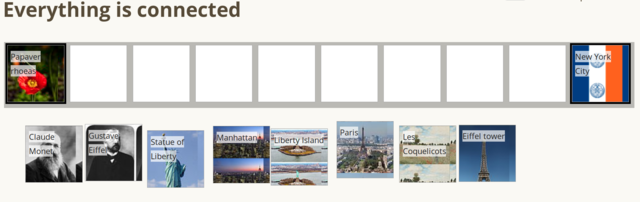 Everything is connected
Papaver
rhoeas
New York
City
Claude
Monet
Gustave
Eiffel
Statue of
Liberty
Manhattan
Liberty Island
Paris
Les
Coquelicots
Eiffel tower